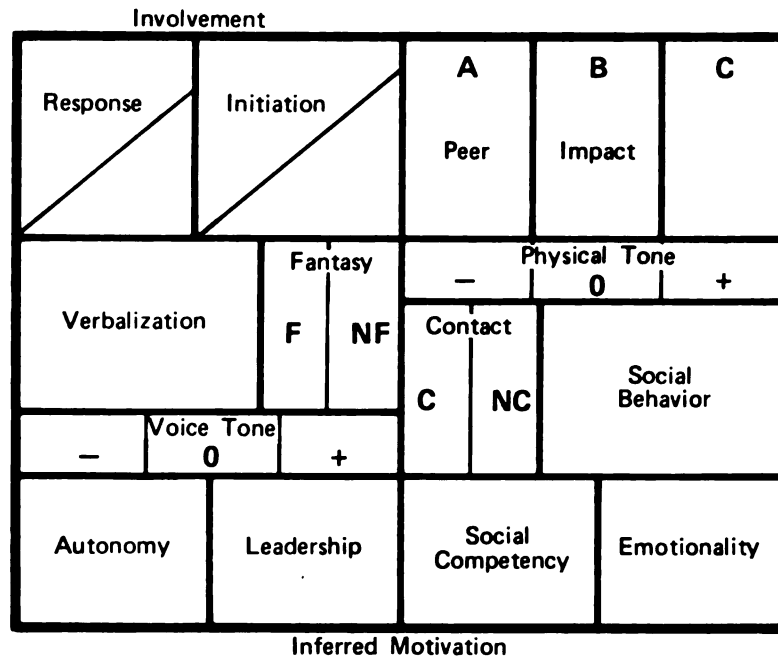 Involvement
Response
Initiation
A
B
C
Peer
Impact
Verbalization
Fantasy
F
NF
Physical Tone
− 0 +
Contact
C
NC
Social
Behavior
Voice Tone
− 0 +
Autonomy
Leadership
Social
Competency
Emotionality
Inferred Motivation